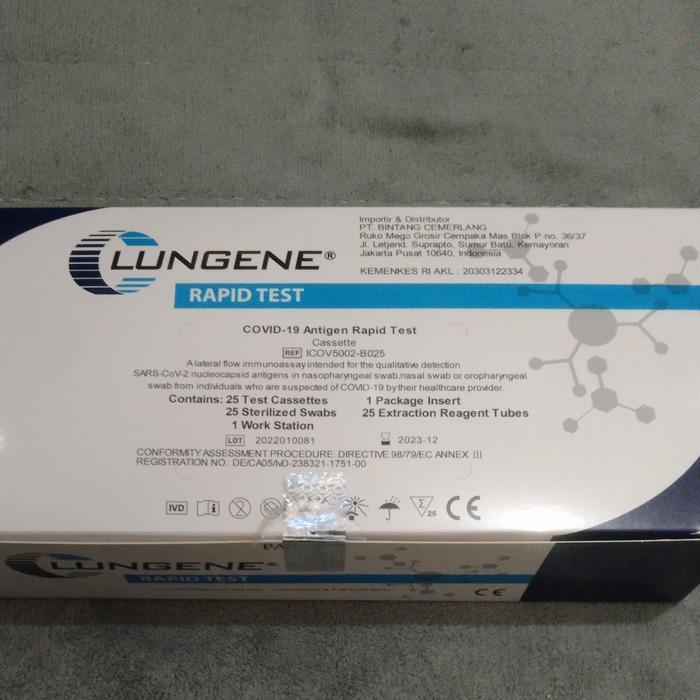 Importir & Distributor
PT. BINTANG CEMERLANG
Ruko Mega Grosir Cempaka Mas Blok P no. 36/37
Jl. Letjend. Suprapto, Sumur Batu, Kemayoran
Jakarta Pusat 10640, Indonesia
KEMENKES RI AKL : 20303122334
LUNGENE®
RAPID TEST
COVID-19 Antigen Rapid Test
Cassette
REF ICOV5002-B025
A lateral flow immunoassay intended for the qualitative detection
SARS-CoV-2 nucleocapsid antigens in nasopharyngeal swab,nasal swab or oropharyngeal
swab from individuals who are suspected of COVID-19 by their healthcare provider.
Contains: 25 Test Cassettes 1 Package Insert
25 Sterilized Swabs 25 Extraction Reagent Tubes
1 Work Station
LOT 2022010081 2023-12
CONFORMITY ASSESSMENT PROCEDURE: DIRECTIVE 98/79/EC ANNEX III
REGISTRATION NO.: DE/CA05/IvD-238321-1751-00
IVD i 2 Σ 25 CE
PA
LUNGENE®
RAPID TEST
CE